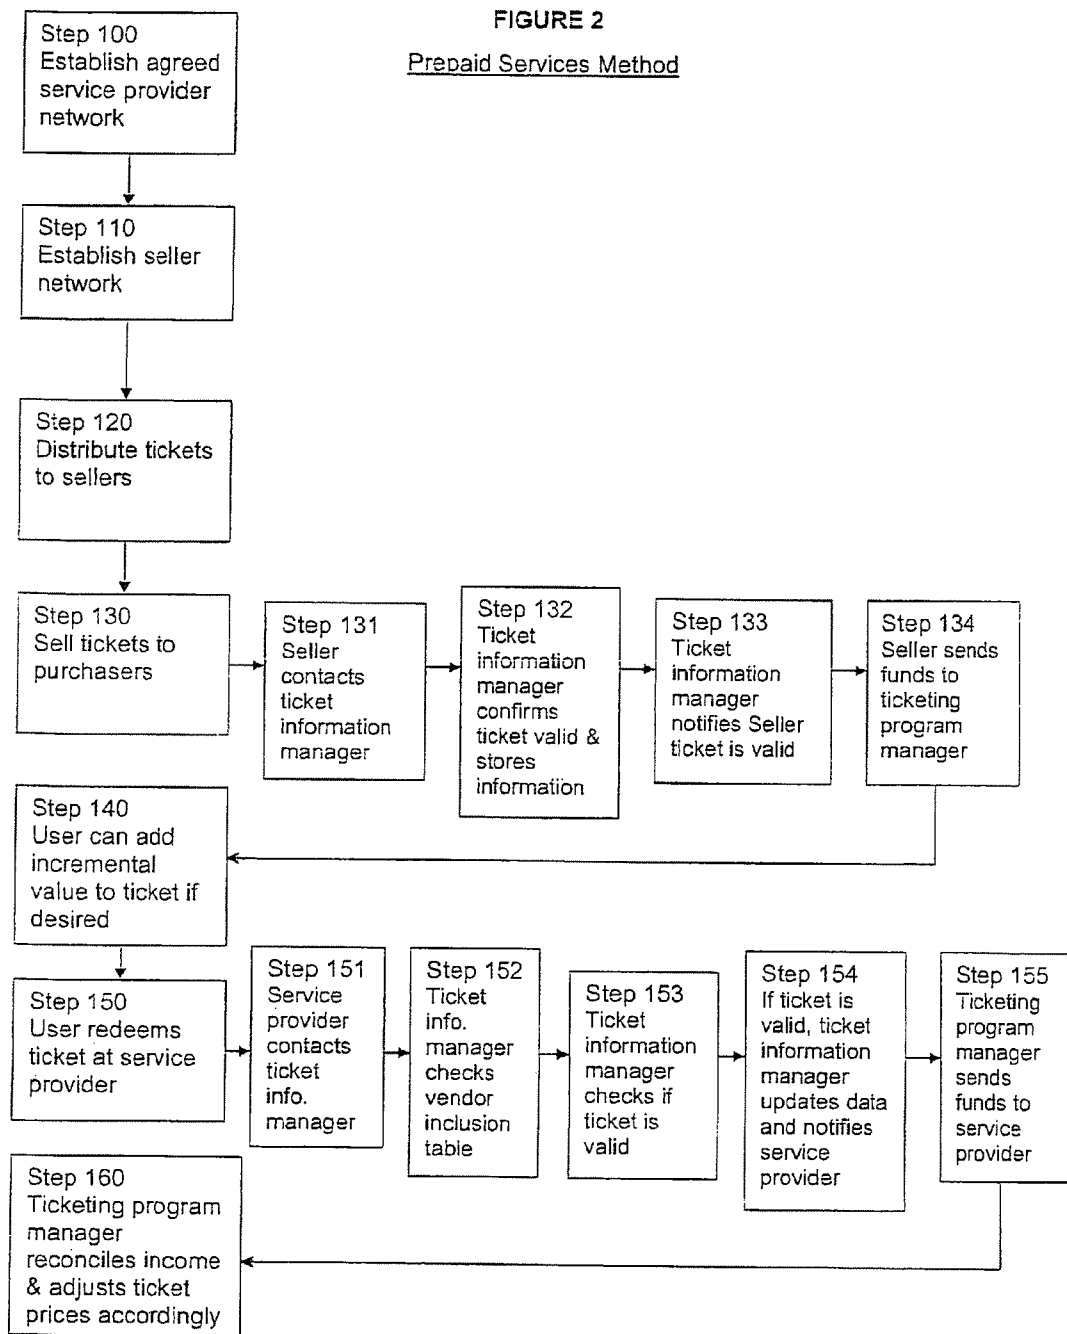 FIGURE 2
Prepaid Services Method
Step 100
Establish agreed
service provider
network
Step 110
Establish seller
network
Step 120
Distribute tickets
to sellers
Step 130
Sell tickets to
purchasers
Step 131
Seller
contacts
ticket
information
manager
Step 132
Ticket
information
manager
confirms
ticket valid &
stores
information
Step 133
Ticket
information
manager
notifies Seller
ticket is valid
Step 134
Seller sends
funds to
ticketing
program
manager
Step 140
User can add
incremental
value to ticket if
desired
Step 150
User redeems
ticket at service
provider
Step 151
Service
provider
contacts
ticket
info.
manager
Step 152
Ticket
info.
manager
checks
vendor
inclusion
table
Step 153
Ticket
information
manager
checks if
ticket is
valid
Step 154
If ticket is
valid, ticket
information
manager
updates data
and notifies
service
provider
Step 155
Ticketing
program
manager
sends
funds to
service
provider
Step 160
Ticketing program
manager
reconciles income
& adjusts ticket
prices accordingly